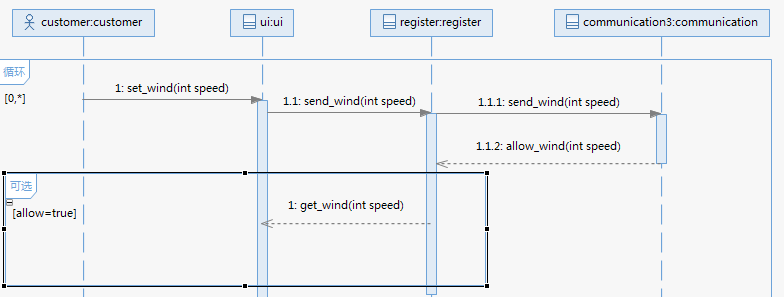 customer:customer
ui:ui
register:register
communication3:communication
循环
[0,*]
1: set_wind(int speed)
1.1: send_wind(int speed)
1.1.1: send_wind(int speed)
1.1.2: allow_wind(int speed)
可选
[allow=true]
1: get_wind(int speed)